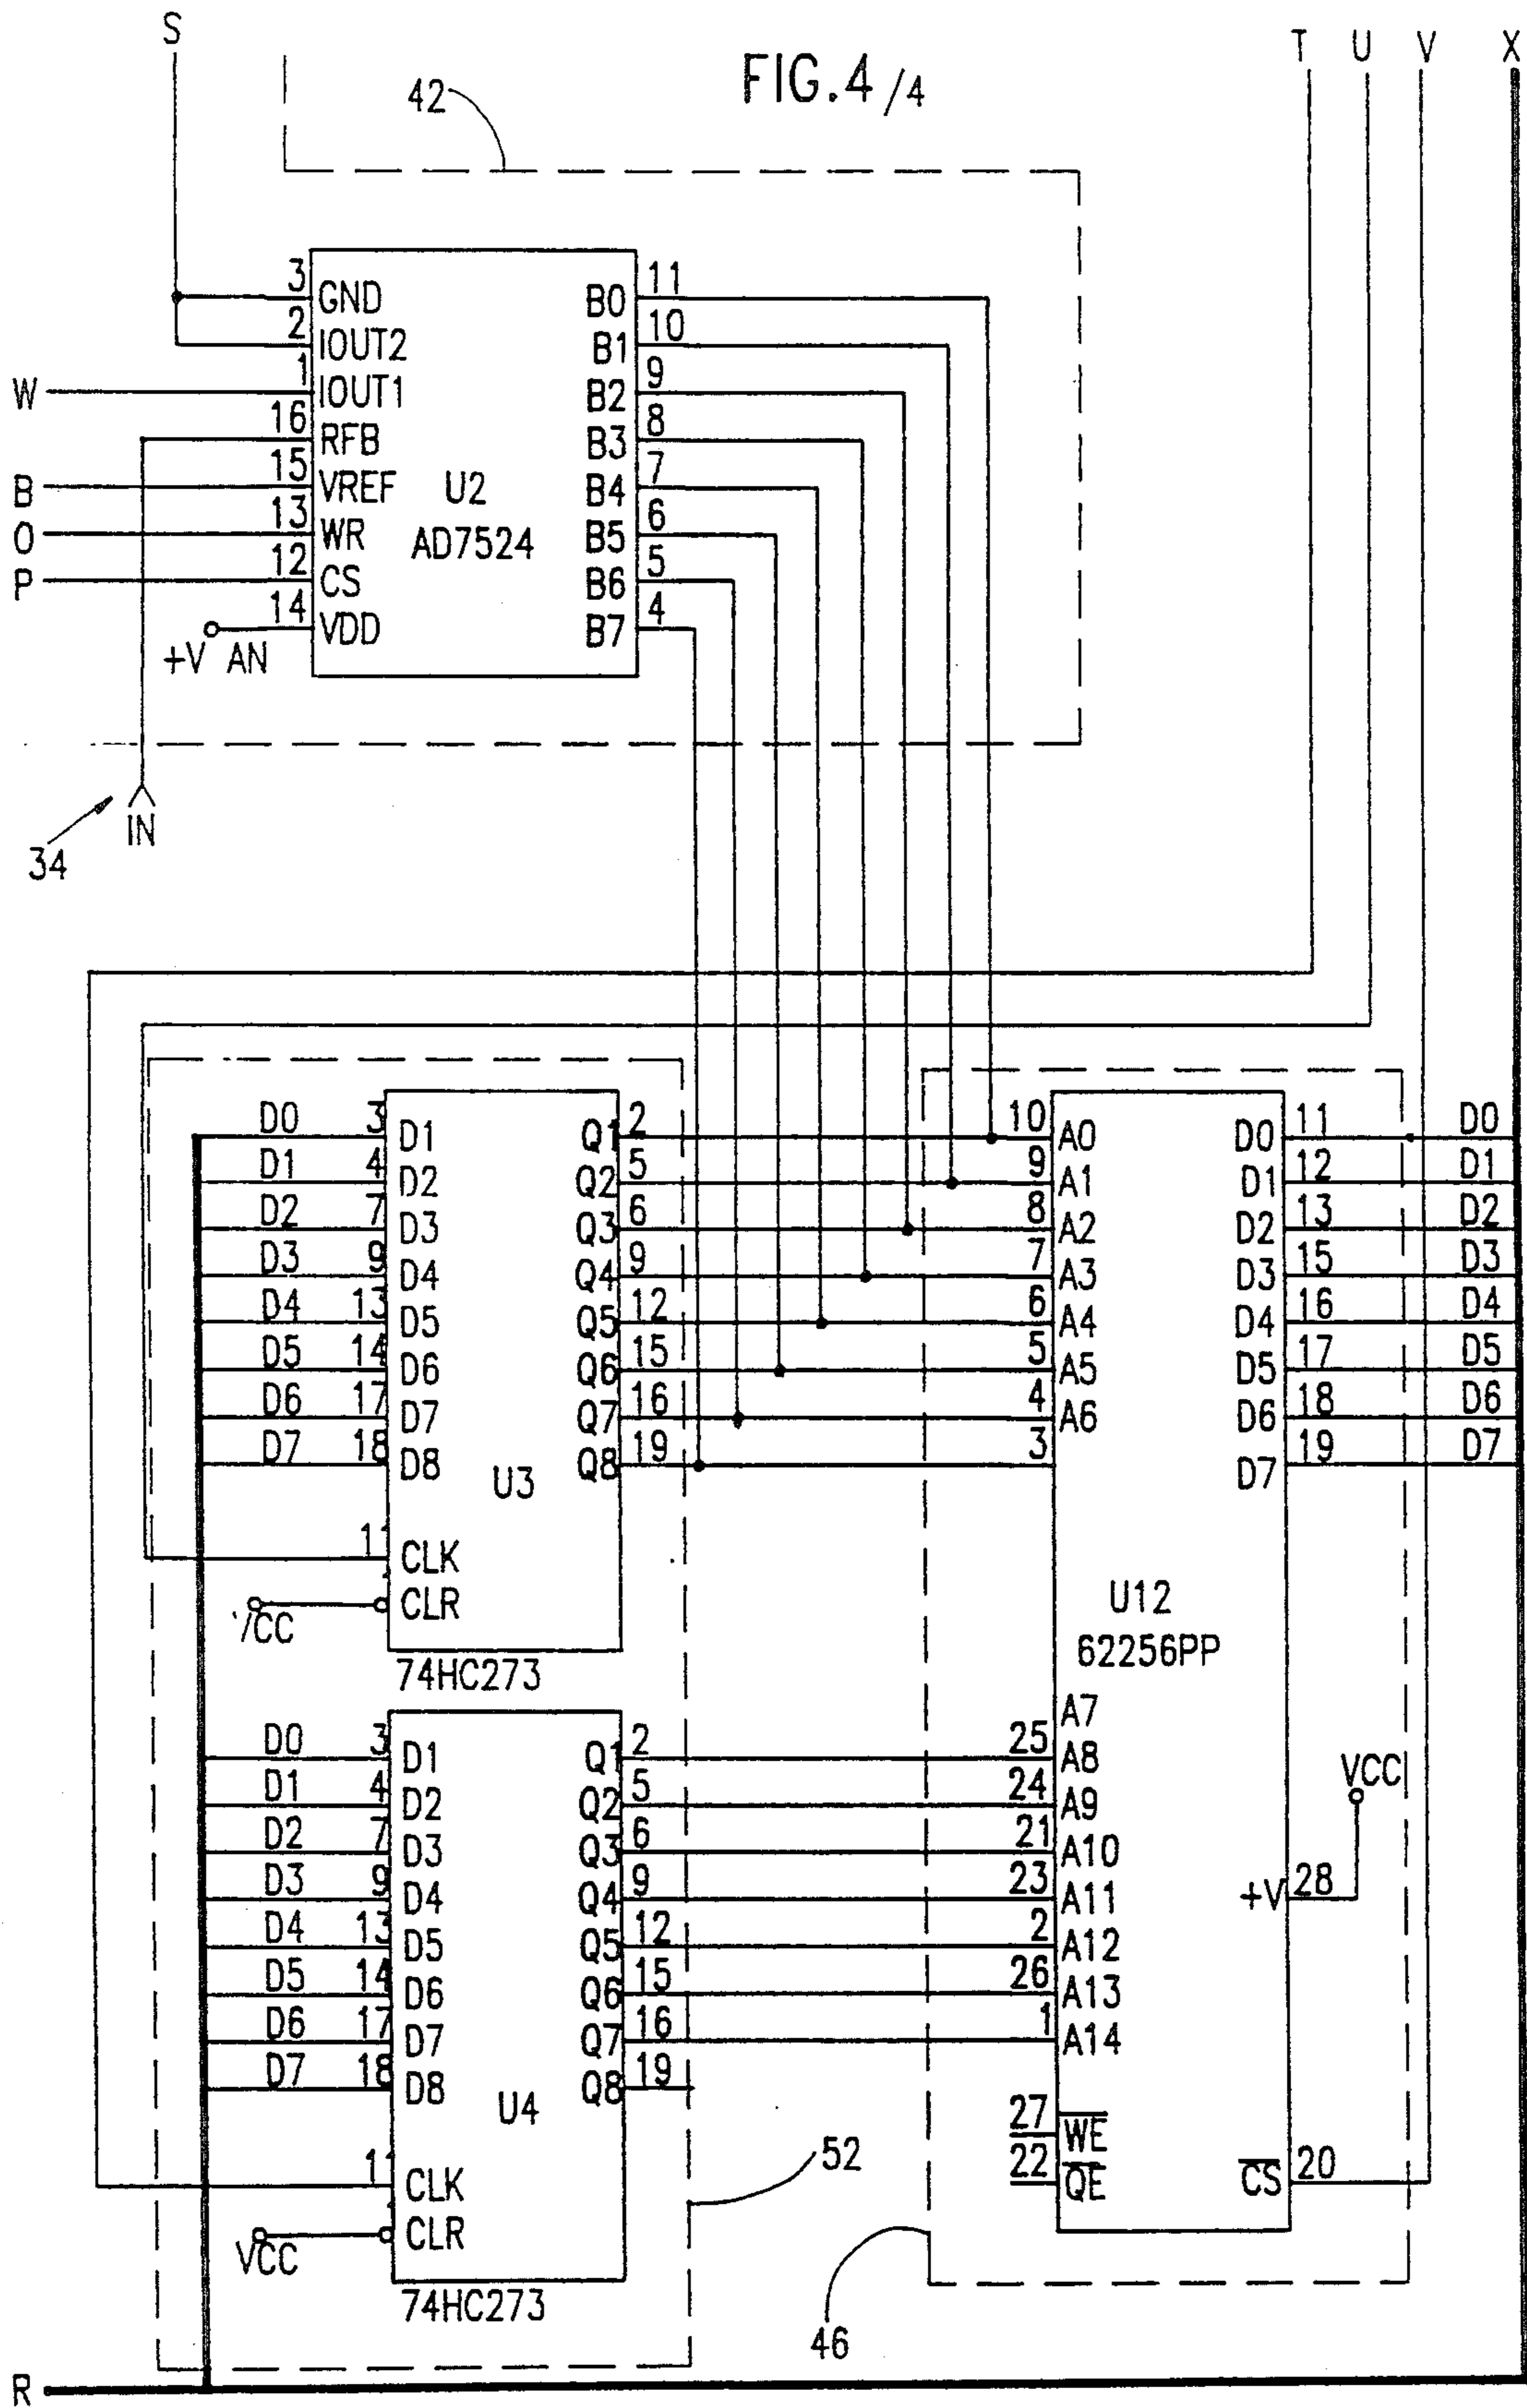 S T U V X
FIG.4/4
42
3 GND B0 11
2 IOUT2 B1 10
W 1 IOUT1 B2 9
16 RFB B3 8
B 15 VREF U2 B4 7
O 13 WR AD7524 B5 6
P 12 CS B6 5
14 VDD B7 4
+V AN
IN
34
D0 3 D1 Q1 2 10 A0 D0 11 D0
D1 4 D2 Q2 5 9 A1 D1 12 D1
D2 7 D3 Q3 6 8 A2 D2 13 D2
D3 9 D4 Q4 9 7 A3 D3 15 D3
D4 13 D5 Q5 12 6 A4 D4 16 D4
D5 14 D6 Q6 15 5 A5 D5 17 D5
D6 17 D7 Q7 16 4 A6 D6 18 D6
D7 18 D8 U3 Q8 19 3 D7 19 D7
11 CLK
VCC CLR U12
74HC273 62256PP
A7
D0 3 D1 Q1 2 25 A8
D1 4 D2 Q2 5 24 A9 VCC
D2 7 D3 Q3 6 21 A10
D3 9 D4 Q4 9 23 A11 +V 28
D4 13 D5 Q5 12 2 A12
D5 14 D6 Q6 15 26 A13
D6 17 D7 Q7 16 1 A14
D7 18 D8 U4 Q8 19
27 WE
52
11 CLK 22 QE CS 20
VCC CLR
74HC273
46
R